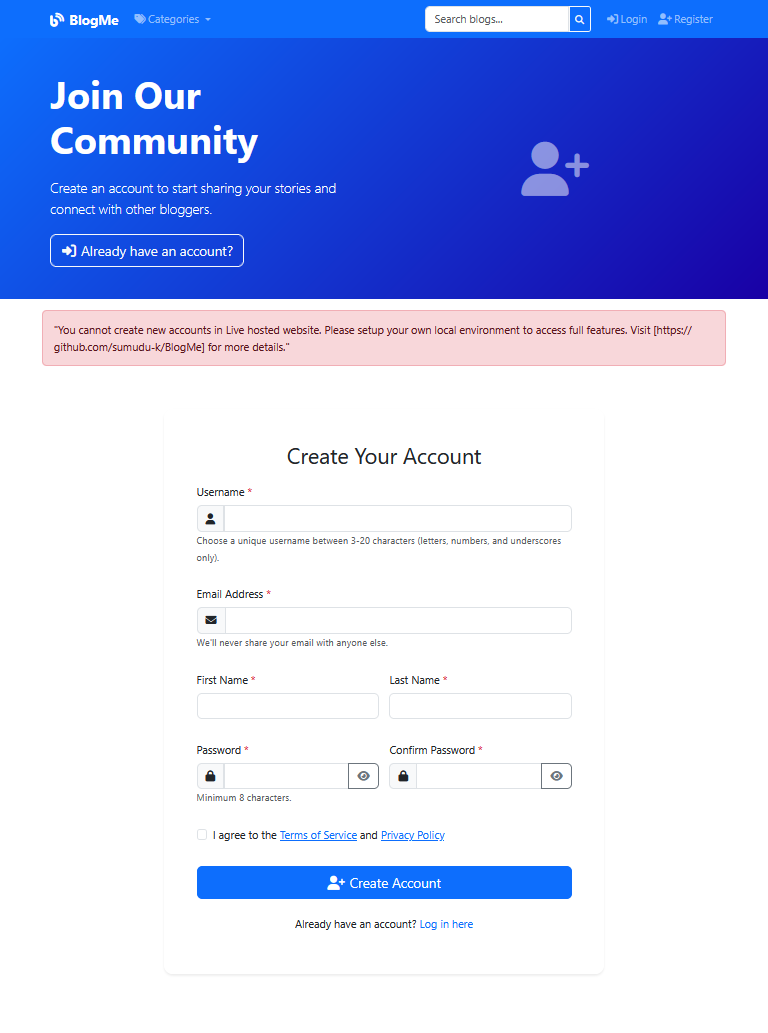 BlogMe Categories Search blogs... Login Register
Join Our
Community
Create an account to start sharing your stories and
connect with other bloggers.
Already have an account?
"You cannot create new accounts in Live hosted website. Please setup your own local environment to access full features. Visit [https://
github.com/sumudu-k/BlogMe] for more details."
Create Your Account
Username *
Choose a unique username between 3-20 characters (letters, numbers, and underscores
only).
Email Address *
We'll never share your email with anyone else.
First Name * Last Name *
Password * Confirm Password *
Minimum 8 characters.
I agree to the Terms of Service and Privacy Policy
Create Account
Already have an account? Log in here